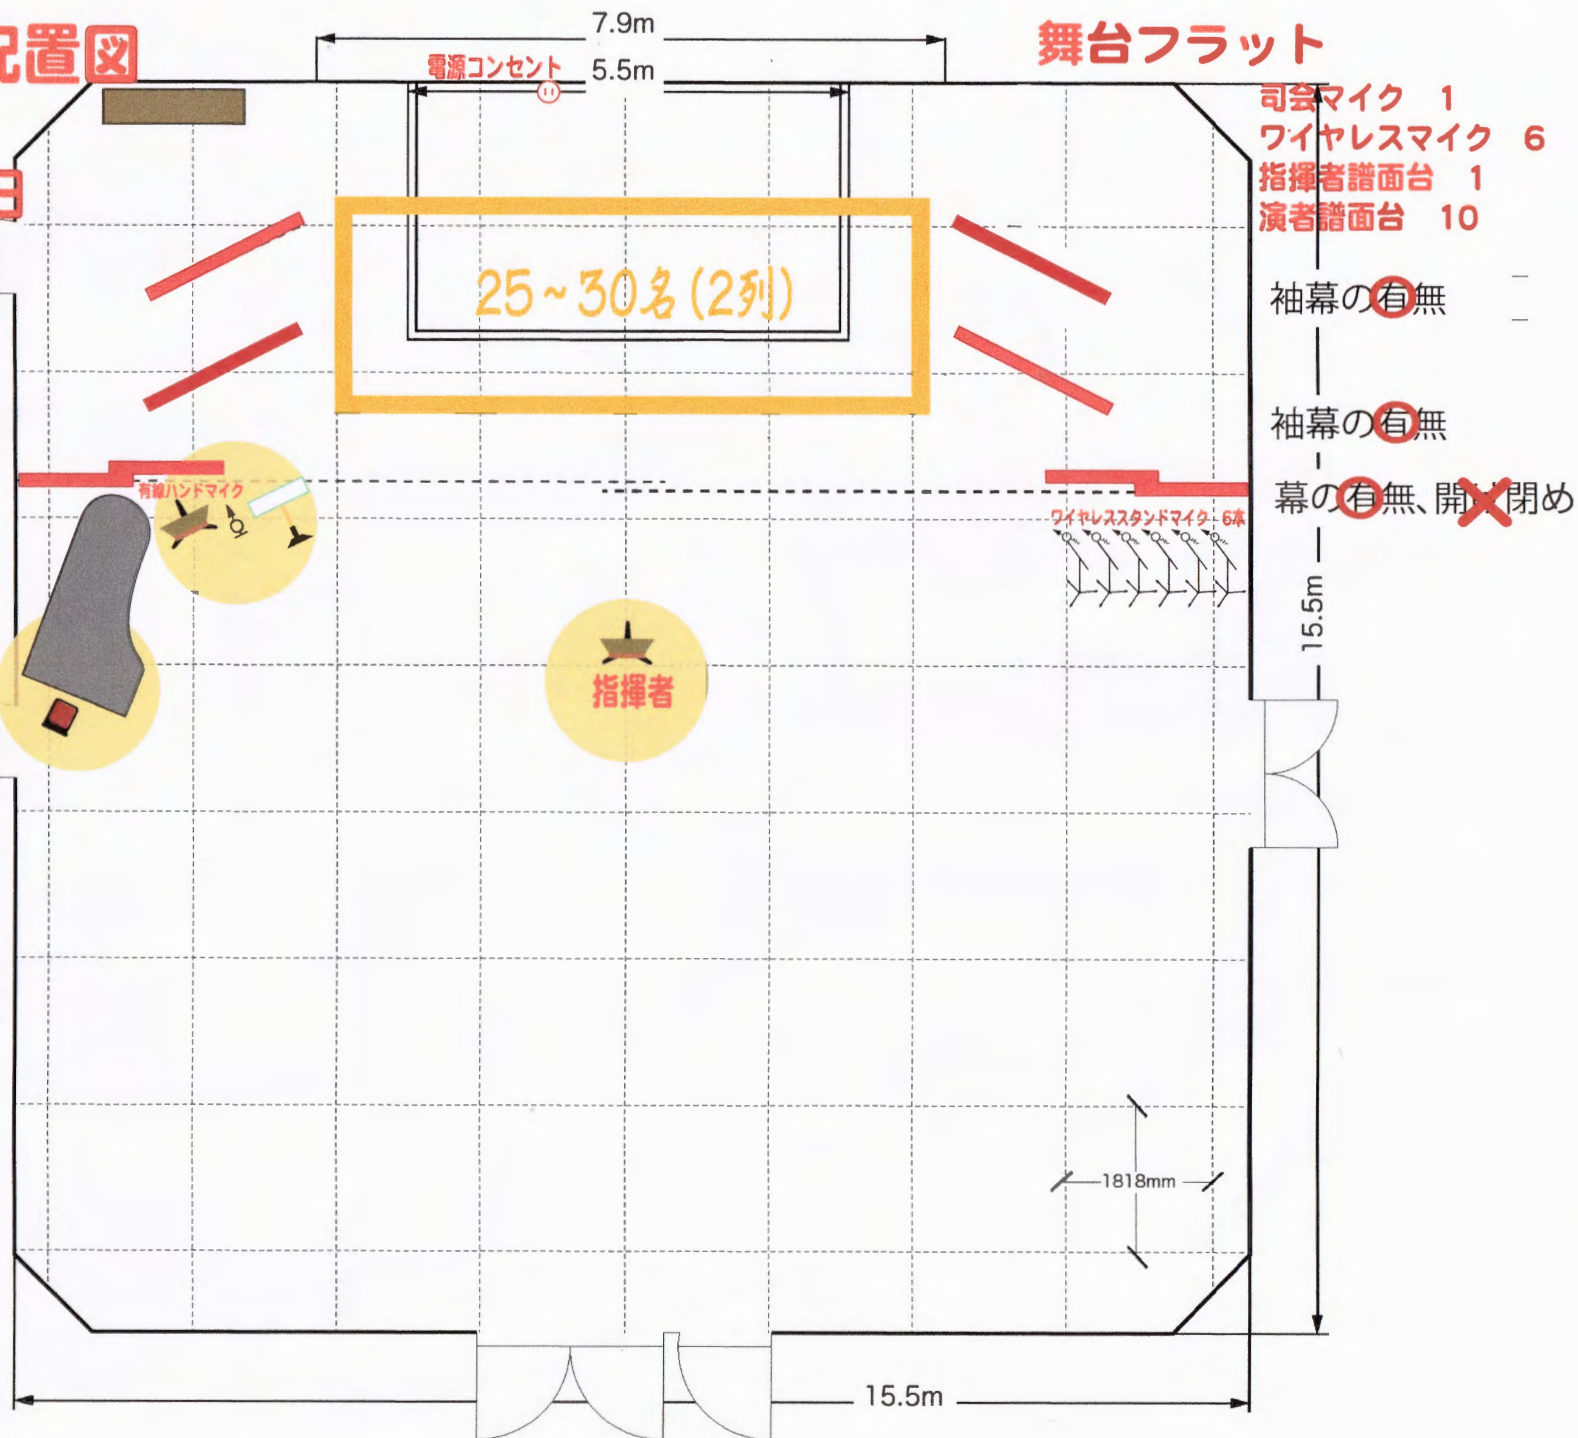 配置図
7.9m
舞台フラット
電源コンセント
5.5m
司会マイク 1
ワイヤレスマイク 6
指揮者譜面台 1
演者譜面台 10
25~30名(2列)
袖幕の有無
袖幕の有無
有線ハンドマイク
幕の有無、開け閉め
ワイヤレススタンドマイク 6本
15.5m
指揮者
1818mm
15.5m